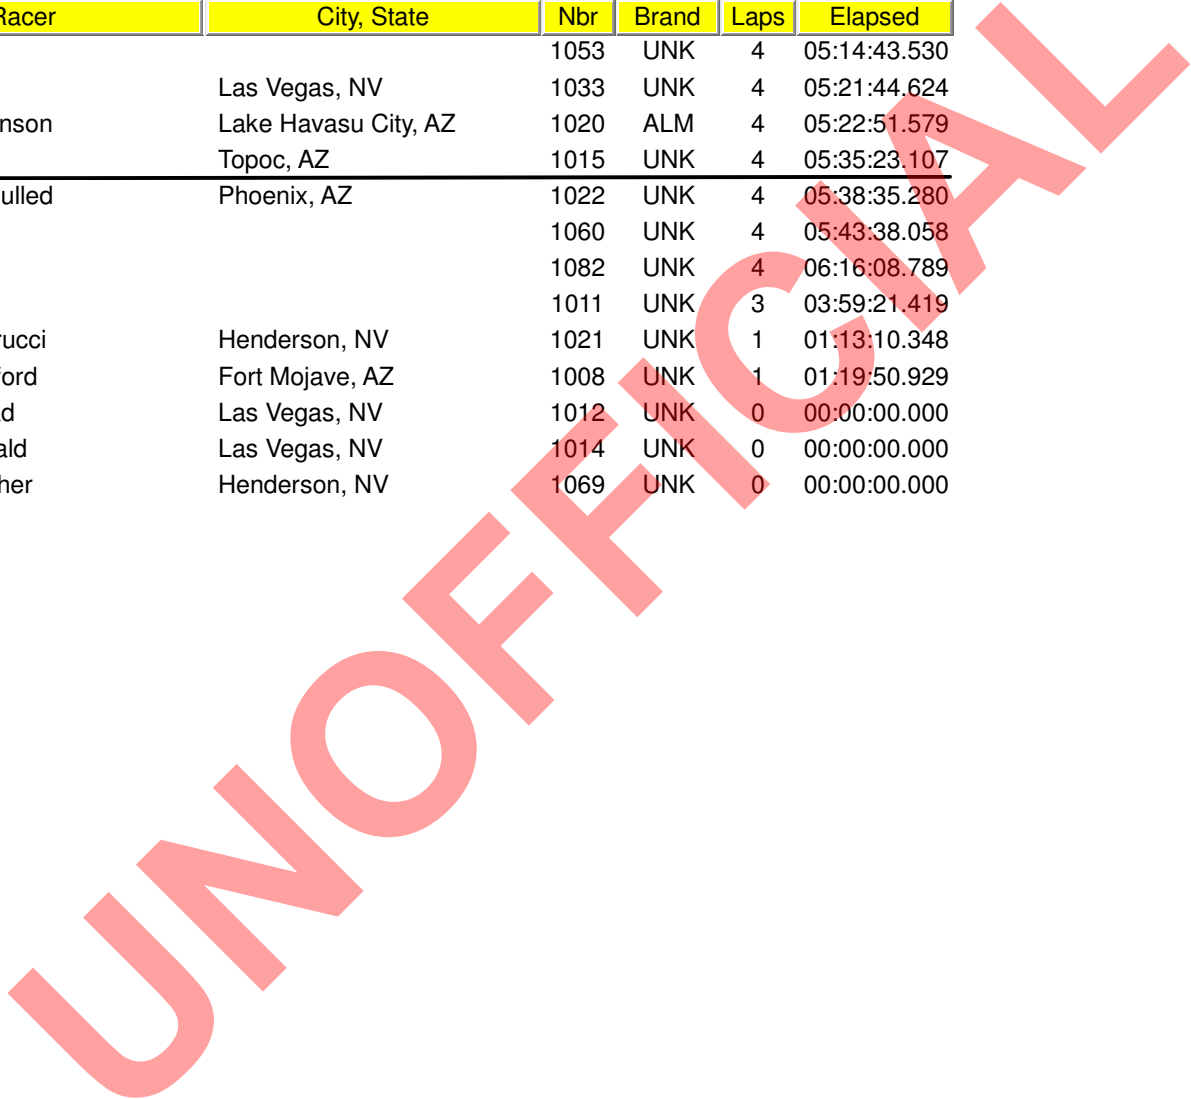 Racer City, State Nbr Brand Laps Elapsed
1053 UNK 4 05:14:43.530
Las Vegas, NV 1033 UNK 4 05:21:44.624
nson Lake Havasu City, AZ 1020 ALM 4 05:22:51.579
Topoc, AZ 1015 UNK 4 05:35:23.107
ulled Phoenix, AZ 1022 UNK 4 05:38:35.280
1060 UNK 4 05:43:38.058
1082 UNK 4 06:16:08.789
1011 UNK 3 03:59:21.419
rucci Henderson, NV 1021 UNK 1 01:13:10.348
ford Fort Mojave, AZ 1008 UNK 1 01:19:50.929
d Las Vegas, NV 1012 UNK 0 00:00:00.000
ald Las Vegas, NV 1014 UNK 0 00:00:00.000
her Henderson, NV 1069 UNK 0 00:00:00.000
UNOFFICIAL